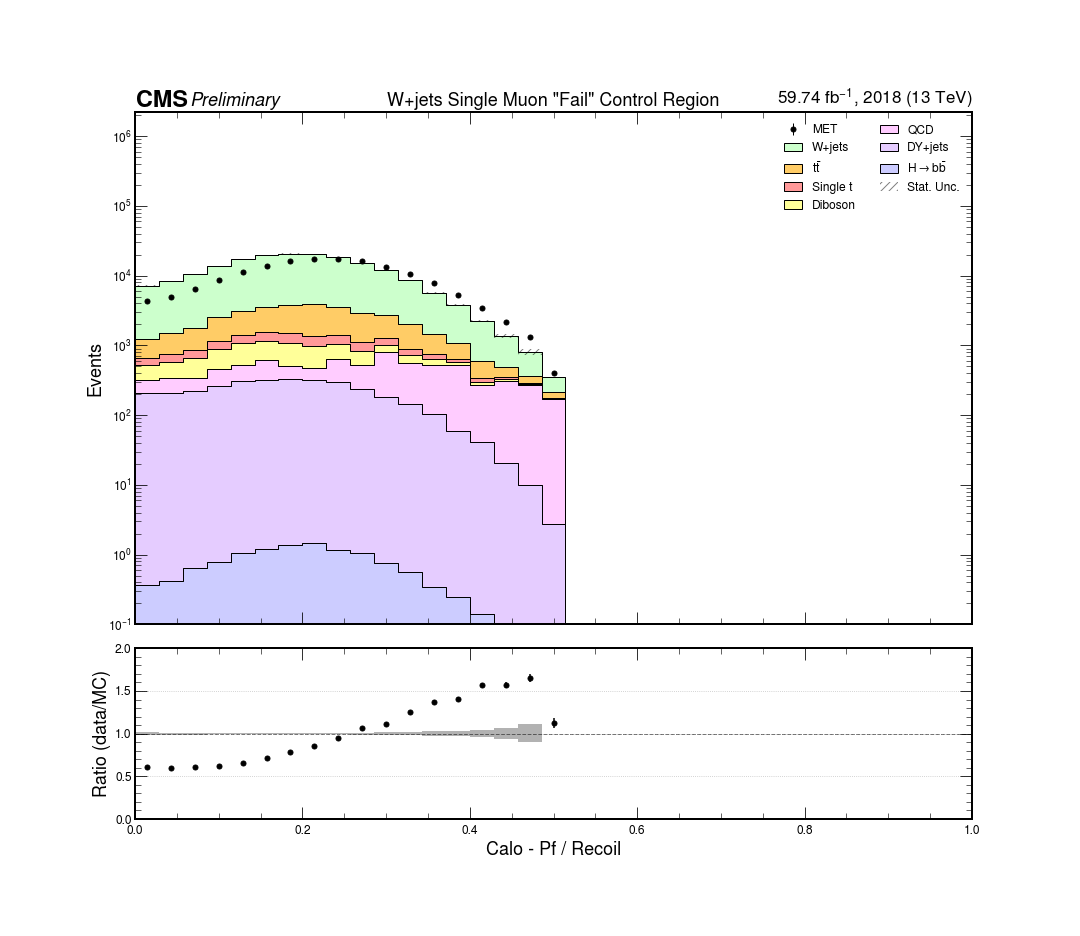 CMS Preliminary W+jets Single Muon "Fail" Control Region 59.74 fb⁻¹, 2018 (13 TeV)
MET QCD
W+jets DY+jets
tt̄ H→bb̄
Single t Stat. Unc.
Diboson
10⁶
10⁵
10⁴
10³
10²
10¹
10⁰
10⁻¹
Events
2.0
1.5
1.0
0.5
0.0
Ratio (data/MC)
0.0 0.2 0.4 0.6 0.8 1.0
Calo - Pf / Recoil